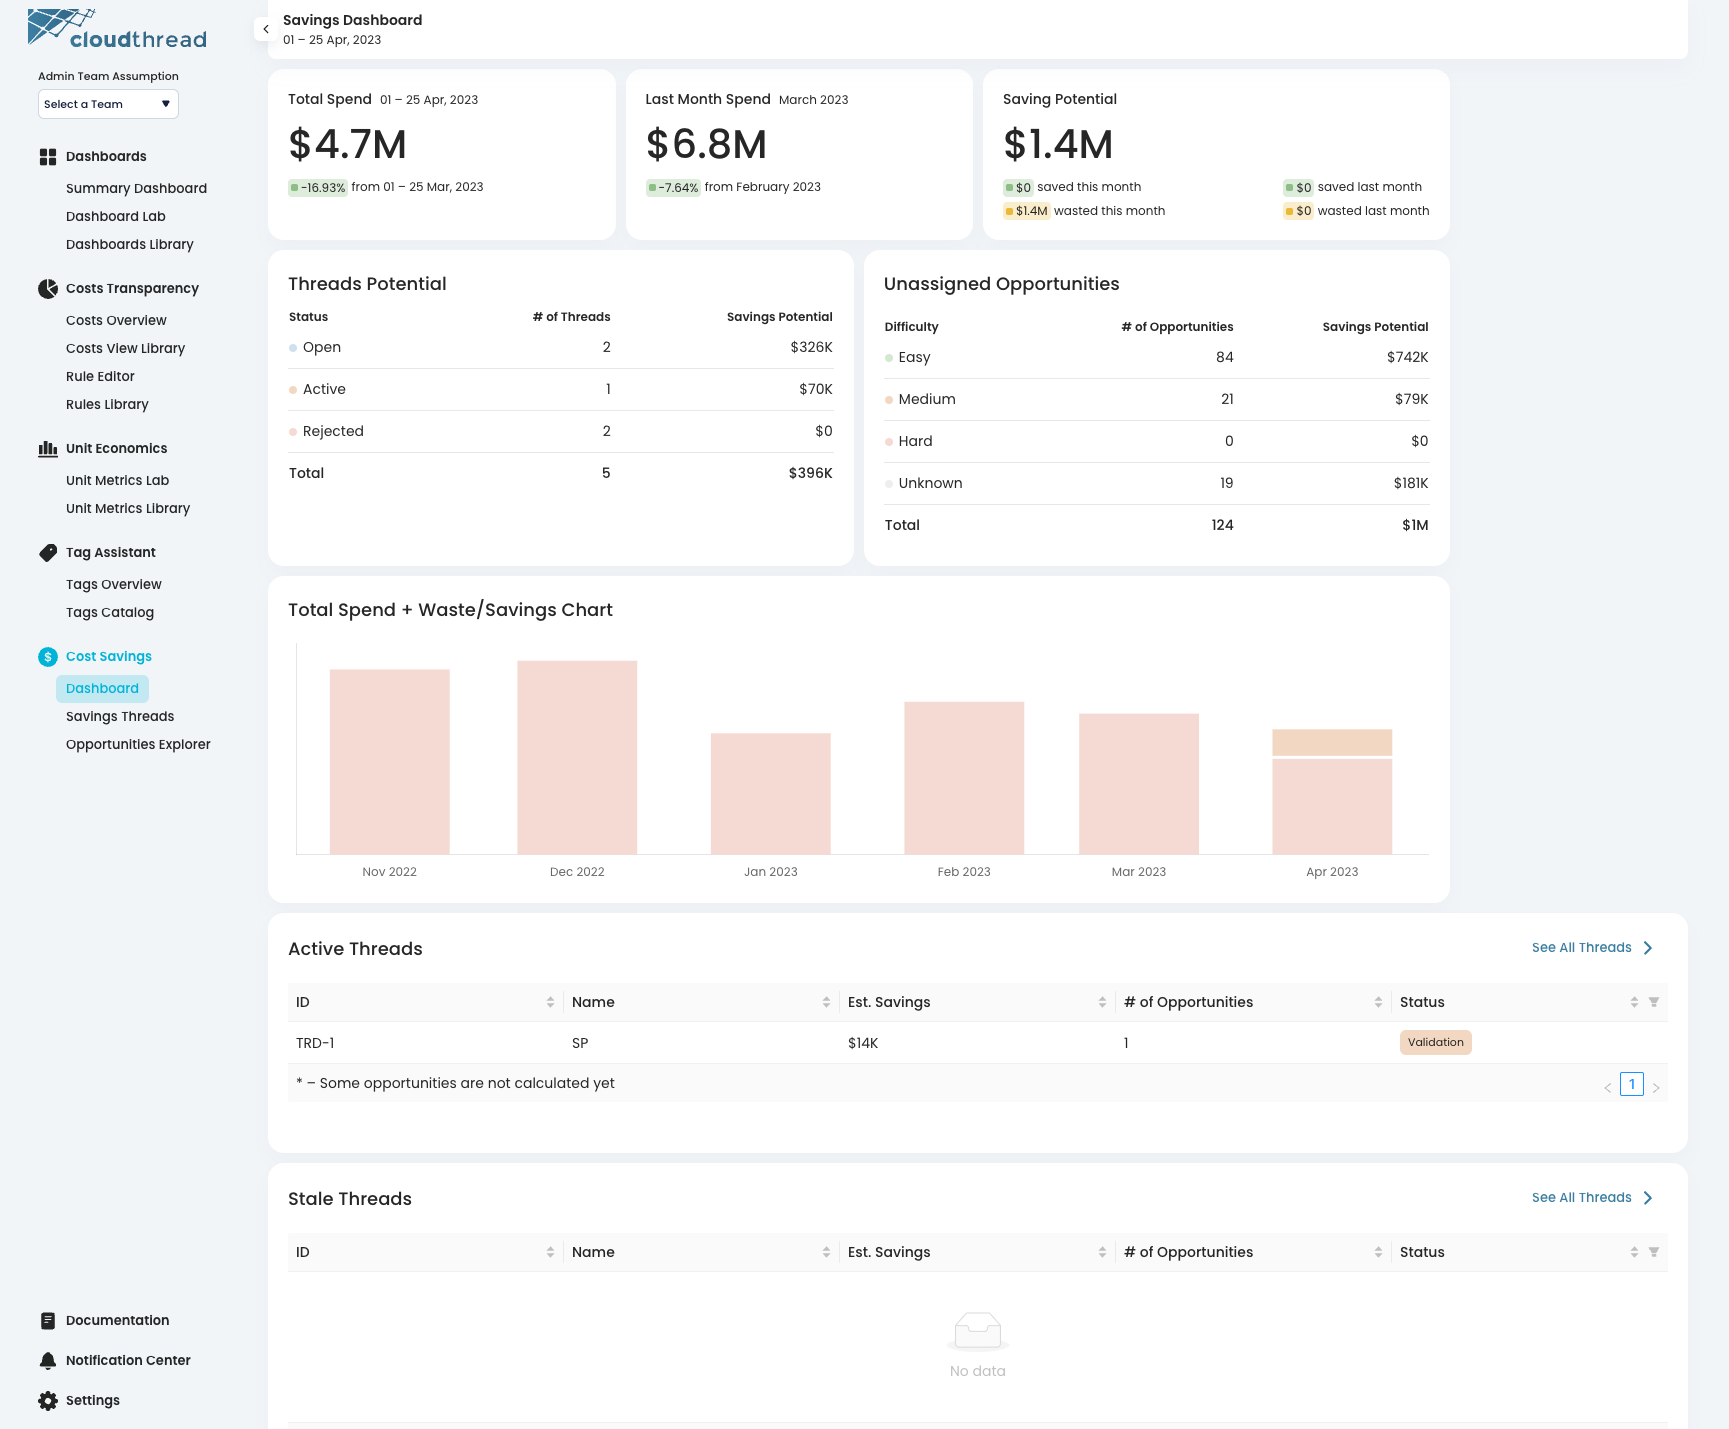 cloudthread
Admin Team Assumption
Select a Team
Dashboards
Summary Dashboard
Dashboard Lab
Dashboards Library
Costs Transparency
Costs Overview
Costs View Library
Rule Editor
Rules Library
Unit Economics
Unit Metrics Lab
Unit Metrics Library
Tag Assistant
Tags Overview
Tags Catalog
$ Cost Savings
Dashboard
Savings Threads
Opportunities Explorer
Documentation
Notification Center
Settings
Savings Dashboard
01 – 25 Apr, 2023
Total Spend 01 – 25 Apr, 2023
$4.7M
-16.93% from 01 – 25 Mar, 2023
Last Month Spend March 2023
$6.8M
-7.64% from February 2023
Saving Potential
$1.4M
$0 saved this month $0 saved last month
$1.4M wasted this month $0 wasted last month
Threads Potential
Status # of Threads Savings Potential
Open 2 $326K
Active 1 $70K
Rejected 2 $0
Total 5 $396K
Unassigned Opportunities
Difficulty # of Opportunities Savings Potential
Easy 84 $742K
Medium 21 $79K
Hard 0 $0
Unknown 19 $181K
Total 124 $1M
Total Spend + Waste/Savings Chart
Nov 2022 Dec 2022 Jan 2023 Feb 2023 Mar 2023 Apr 2023
Active Threads See All Threads
ID Name Est. Savings # of Opportunities Status
TRD-1 SP $14K 1 Validation
* – Some opportunities are not calculated yet < 1 >
Stale Threads See All Threads
ID Name Est. Savings # of Opportunities Status
No data